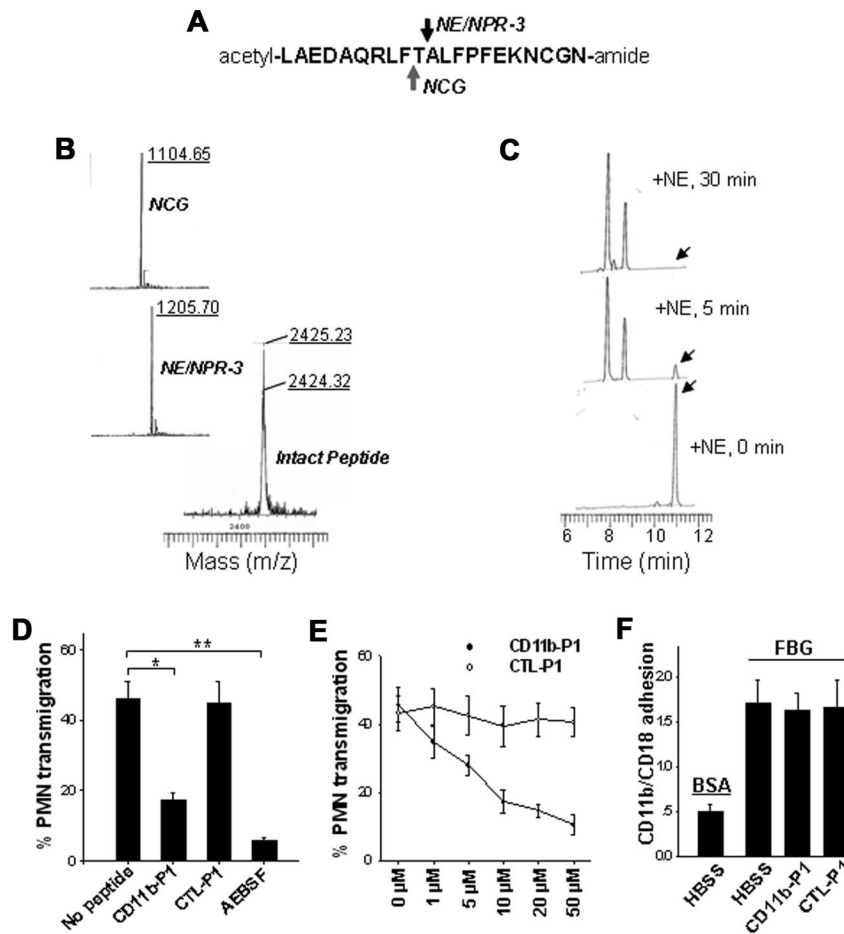 A
NE/NPR-3
acetyl-LAEDAQRLFTALFPFEKNCGN-amide
NCG
B
1104.65
NCG
1205.70
NE/NPR-3
2425.23
2424.32
Intact Peptide
2400
Mass (m/z)
C
+NE, 30 min
+NE, 5 min
+NE, 0 min
6 8 10 11 12
Time (min)
D
60
40
20
0
% PMN transmigration
*
**
No peptide
CD11b-P1
CTL-P1
AEBSF
E
60
40
20
0
% PMN transmigration
CD11b-P1
CTL-P1
0 µM
1 µM
5 µM
10 µM
20 µM
50 µM
F
FBG
2.0
1.5
.5
0.0
CD11b/CD18 adhesion
BSA
HBSS
HBSS
CD11b-P1
CTL-P1